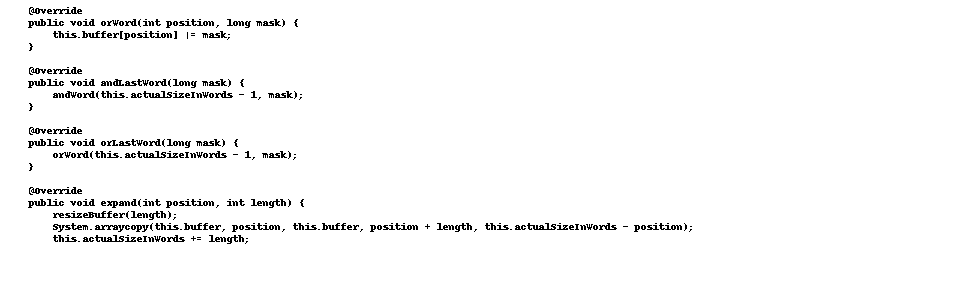 @Override
public void orWord(int position, long mask) {
    this.buffer[position] |= mask;
}

@Override
public void andLastWord(long mask) {
    andWord(this.actualSizeInWords - 1, mask);
}

@Override
public void orLastWord(long mask) {
    orWord(this.actualSizeInWords - 1, mask);
}

@Override
public void expand(int position, int length) {
    resizeBuffer(length);
    System.arraycopy(this.buffer, position, this.buffer, position + length, this.actualSizeInWords - position);
    this.actualSizeInWords += length;